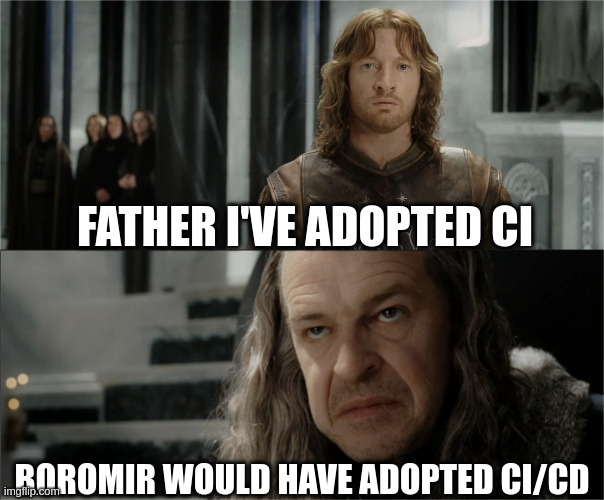 FATHER I'VE ADOPTED CI
BOROMIR WOULD HAVE ADOPTED CI/CD
imgflip.com